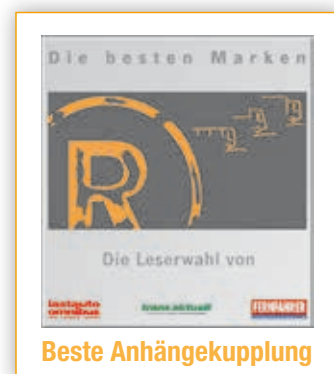 Die besten Marken
R
Die Leserwahl von
lastauto omnibus
trans aktuell
FERNFAHRER
Beste Anhängekupplung